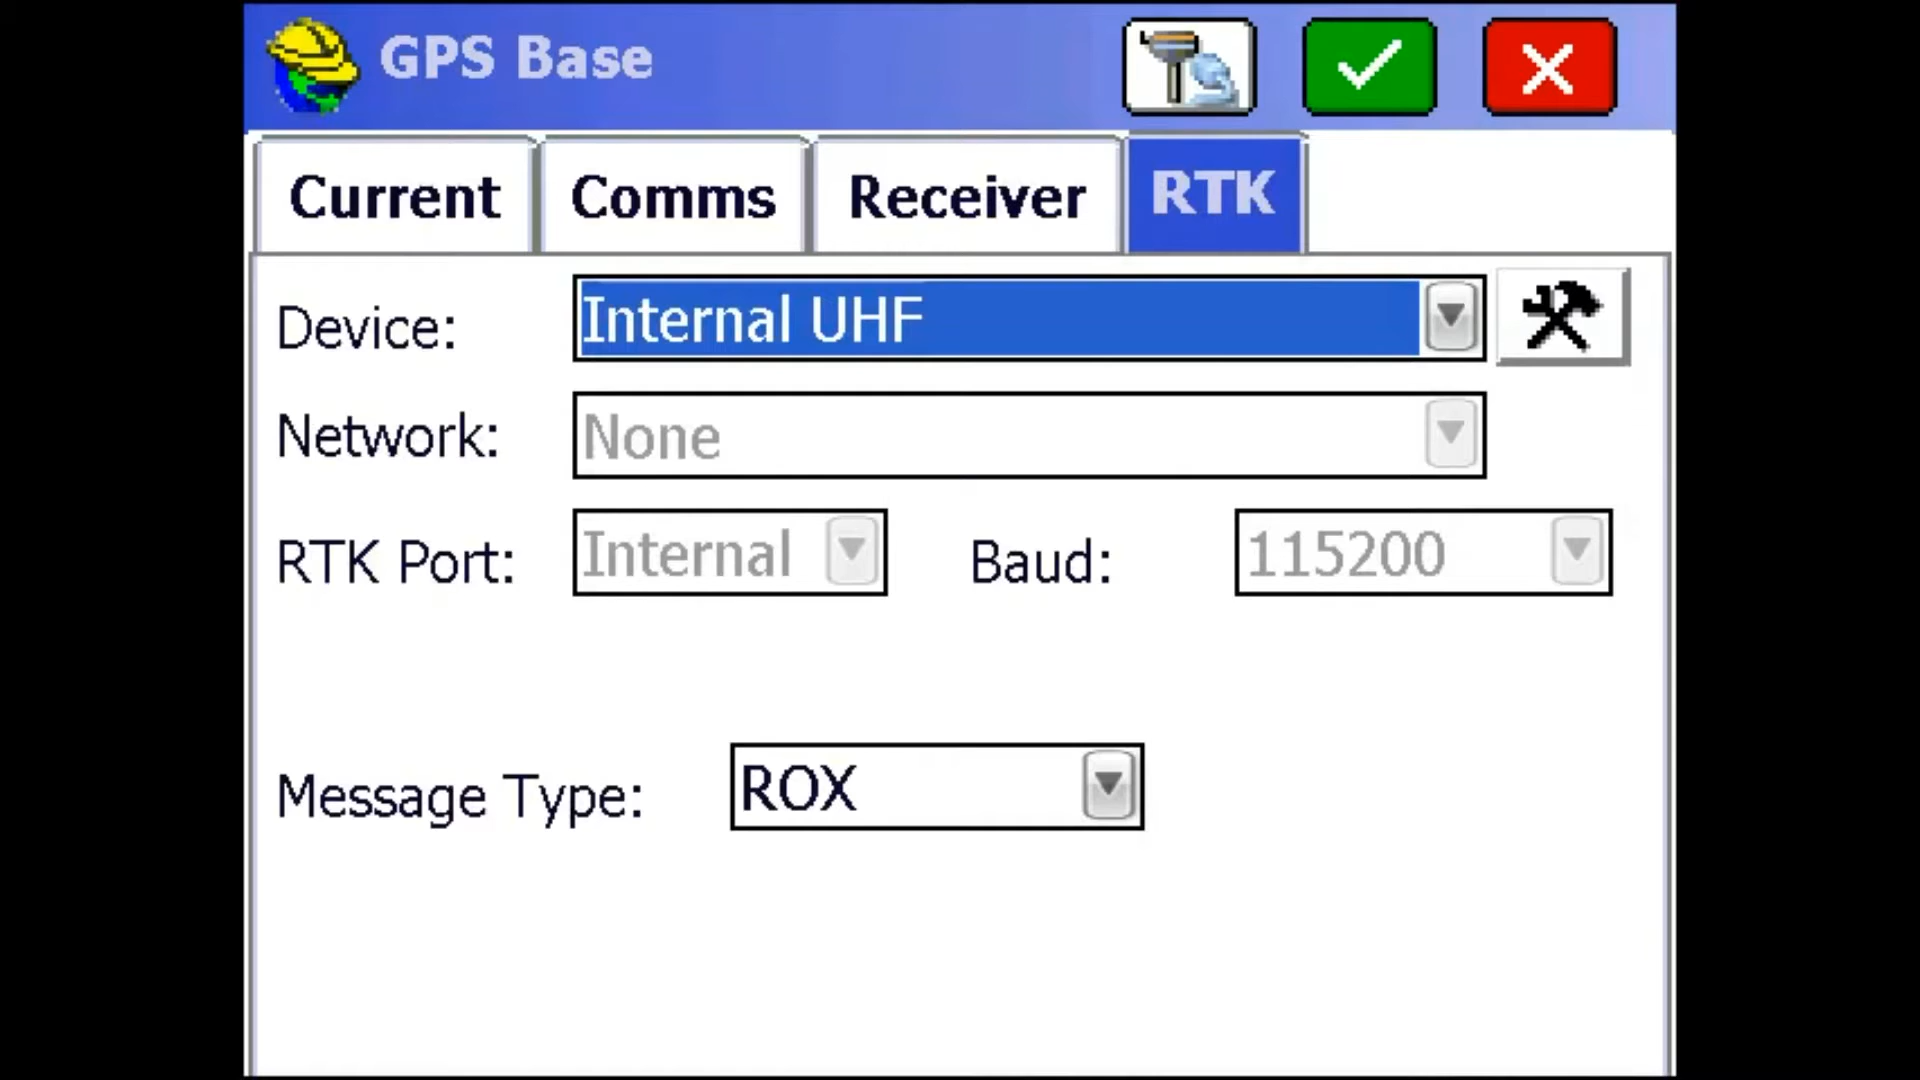 GPS Base
Current Comms Receiver RTK
Device: Internal UHF
Network: None
RTK Port: Internal Baud: 115200
Message Type: ROX